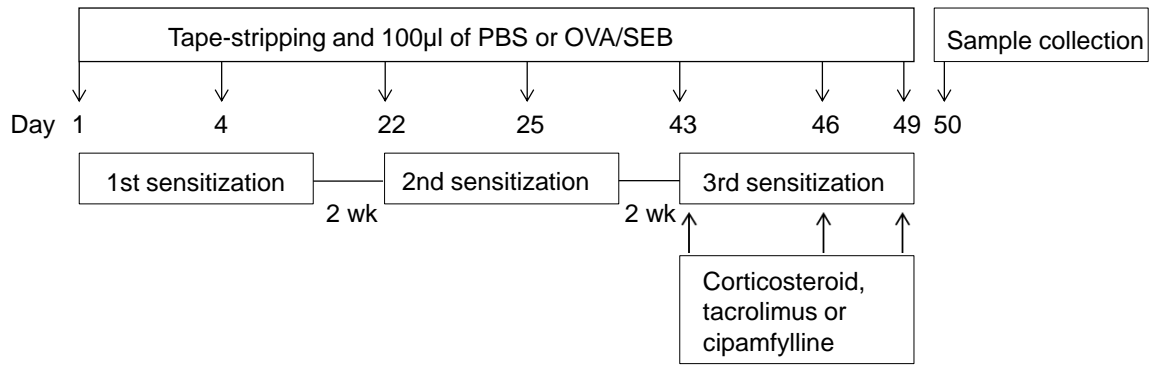 Tape-stripping and 100µl of PBS or OVA/SEB
Sample collection
Day 1 4 22 25 43 46 49 50
1st sensitization
2nd sensitization
3rd sensitization
2 wk
2 wk
Corticosteroid,
tacrolimus or
cipamfylline